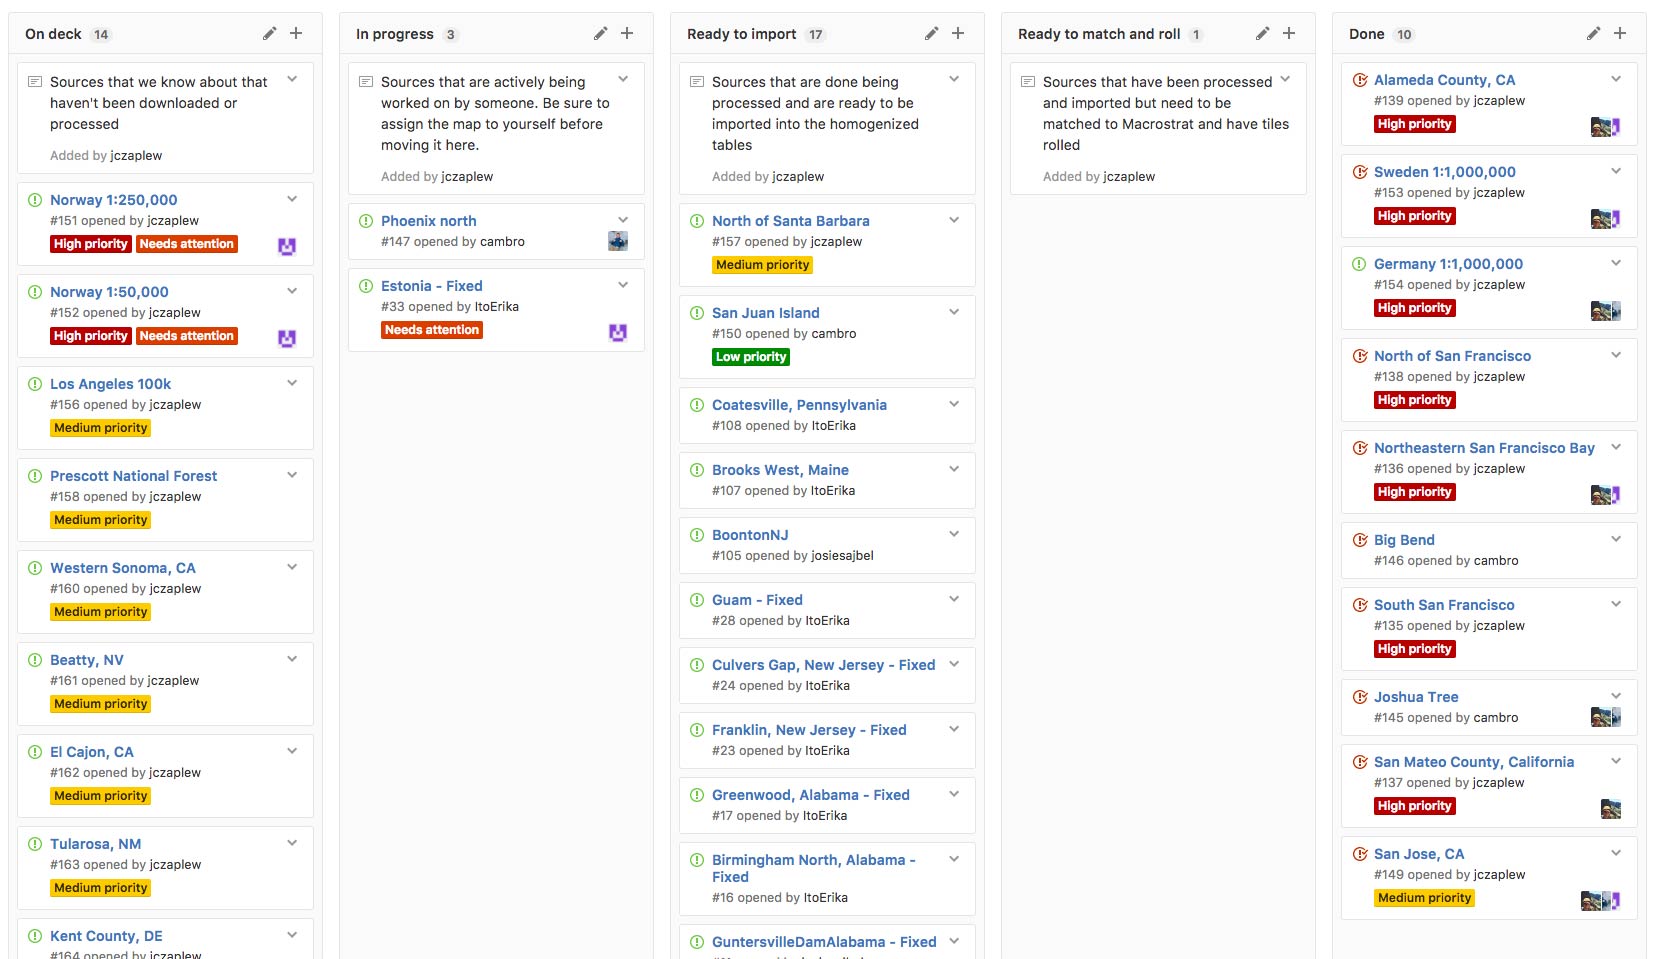 On deck 14
Sources that we know about that
haven't been downloaded or
processed
Added by jczaplew
Norway 1:250,000
#151 opened by jczaplew
High priority Needs attention
Norway 1:50,000
#152 opened by jczaplew
High priority Needs attention
Los Angeles 100k
#156 opened by jczaplew
Medium priority
Prescott National Forest
#158 opened by jczaplew
Medium priority
Western Sonoma, CA
#160 opened by jczaplew
Medium priority
Beatty, NV
#161 opened by jczaplew
Medium priority
El Cajon, CA
#162 opened by jczaplew
Medium priority
Tularosa, NM
#163 opened by jczaplew
Medium priority
Kent County, DE
#164 opened by jczaplew
In progress 3
Sources that are actively being
worked on by someone. Be sure to
assign the map to yourself before
moving it here.
Added by jczaplew
Phoenix north
#147 opened by cambro
Estonia - Fixed
#33 opened by ItoErika
Needs attention
Ready to import 17
Sources that are done being
processed and are ready to be
imported into the homogenized
tables
Added by jczaplew
North of Santa Barbara
#157 opened by jczaplew
Medium priority
San Juan Island
#150 opened by cambro
Low priority
Coatesville, Pennsylvania
#108 opened by ItoErika
Brooks West, Maine
#107 opened by ItoErika
BoontonNJ
#105 opened by josiesajbel
Guam - Fixed
#28 opened by ItoErika
Culvers Gap, New Jersey - Fixed
#24 opened by ItoErika
Franklin, New Jersey - Fixed
#23 opened by ItoErika
Greenwood, Alabama - Fixed
#17 opened by ItoErika
Birmingham North, Alabama -
Fixed
#16 opened by ItoErika
GuntersvilleDamAlabama - Fixed
Ready to match and roll 1
Sources that have been processed
and imported but need to be
matched to Macrostrat and have tiles
rolled
Added by jczaplew
Done 10
Alameda County, CA
#139 opened by jczaplew
High priority
Sweden 1:1,000,000
#153 opened by jczaplew
High priority
Germany 1:1,000,000
#154 opened by jczaplew
High priority
North of San Francisco
#138 opened by jczaplew
High priority
Northeastern San Francisco Bay
#136 opened by jczaplew
High priority
Big Bend
#146 opened by cambro
South San Francisco
#135 opened by jczaplew
High priority
Joshua Tree
#145 opened by cambro
San Mateo County, California
#137 opened by jczaplew
High priority
San Jose, CA
#149 opened by jczaplew
Medium priority